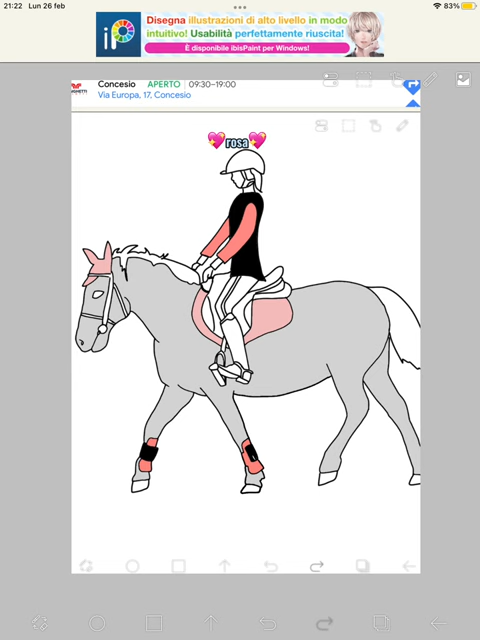 21:22 Lun 26 feb
83%
iP
Disegna illustrazioni di alto livello in modo
intuitivo! Usabilità perfettamente riuscita!
È disponibile ibisPaint per Windows!
Concesio APERTO 09:30–19:00
Via Europa, 17, Concesio
rosa